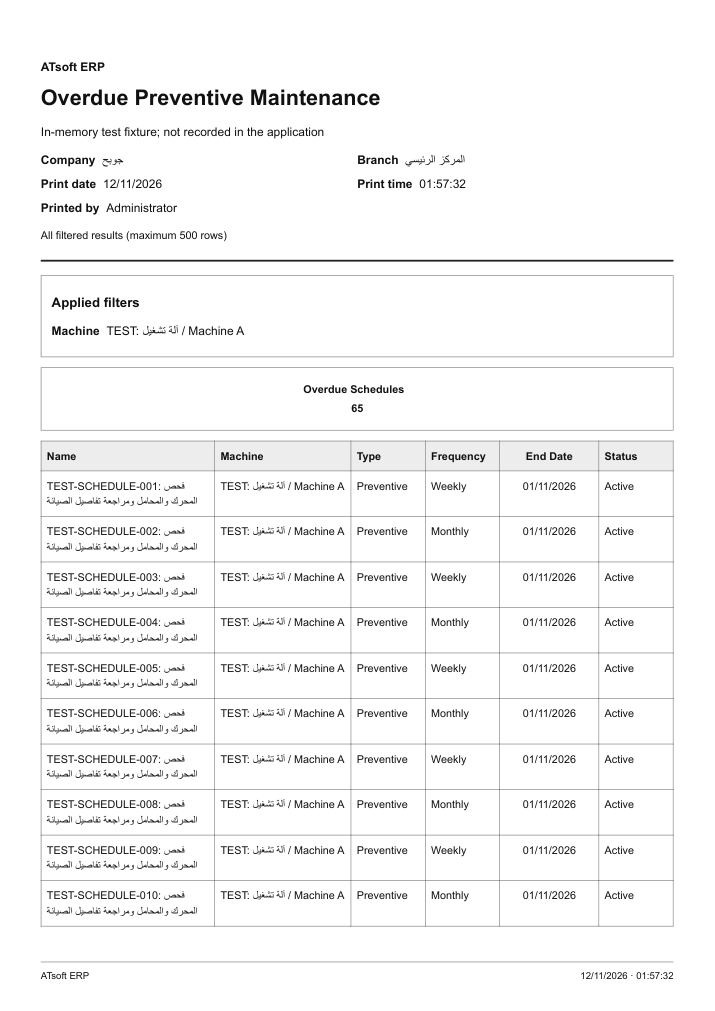 ATsoft ERP
Overdue Preventive Maintenance
In-memory test fixture; not recorded in the application
Company جويج Branch المركز الرئيسي
Print date 12/11/2026 Print time 01:57:32
Printed by Administrator
All filtered results (maximum 500 rows)
Applied filters
Machine TEST: آلة تشغيل / Machine A
Overdue Schedules
65
Name Machine Type Frequency End Date Status
TEST-SCHEDULE-001: فحص TEST: آلة تشغيل / Machine A Preventive Weekly 01/11/2026 Active
المحرك والمحامل ومراجعة تفاصيل الصيانة
TEST-SCHEDULE-002: فحص TEST: آلة تشغيل / Machine A Preventive Monthly 01/11/2026 Active
المحرك والمحامل ومراجعة تفاصيل الصيانة
TEST-SCHEDULE-003: فحص TEST: آلة تشغيل / Machine A Preventive Weekly 01/11/2026 Active
المحرك والمحامل ومراجعة تفاصيل الصيانة
TEST-SCHEDULE-004: فحص TEST: آلة تشغيل / Machine A Preventive Monthly 01/11/2026 Active
المحرك والمحامل ومراجعة تفاصيل الصيانة
TEST-SCHEDULE-005: فحص TEST: آلة تشغيل / Machine A Preventive Weekly 01/11/2026 Active
المحرك والمحامل ومراجعة تفاصيل الصيانة
TEST-SCHEDULE-006: فحص TEST: آلة تشغيل / Machine A Preventive Monthly 01/11/2026 Active
المحرك والمحامل ومراجعة تفاصيل الصيانة
TEST-SCHEDULE-007: فحص TEST: آلة تشغيل / Machine A Preventive Weekly 01/11/2026 Active
المحرك والمحامل ومراجعة تفاصيل الصيانة
TEST-SCHEDULE-008: فحص TEST: آلة تشغيل / Machine A Preventive Monthly 01/11/2026 Active
المحرك والمحامل ومراجعة تفاصيل الصيانة
TEST-SCHEDULE-009: فحص TEST: آلة تشغيل / Machine A Preventive Weekly 01/11/2026 Active
المحرك والمحامل ومراجعة تفاصيل الصيانة
TEST-SCHEDULE-010: فحص TEST: آلة تشغيل / Machine A Preventive Monthly 01/11/2026 Active
المحرك والمحامل ومراجعة تفاصيل الصيانة
ATsoft ERP 12/11/2026 · 01:57:32